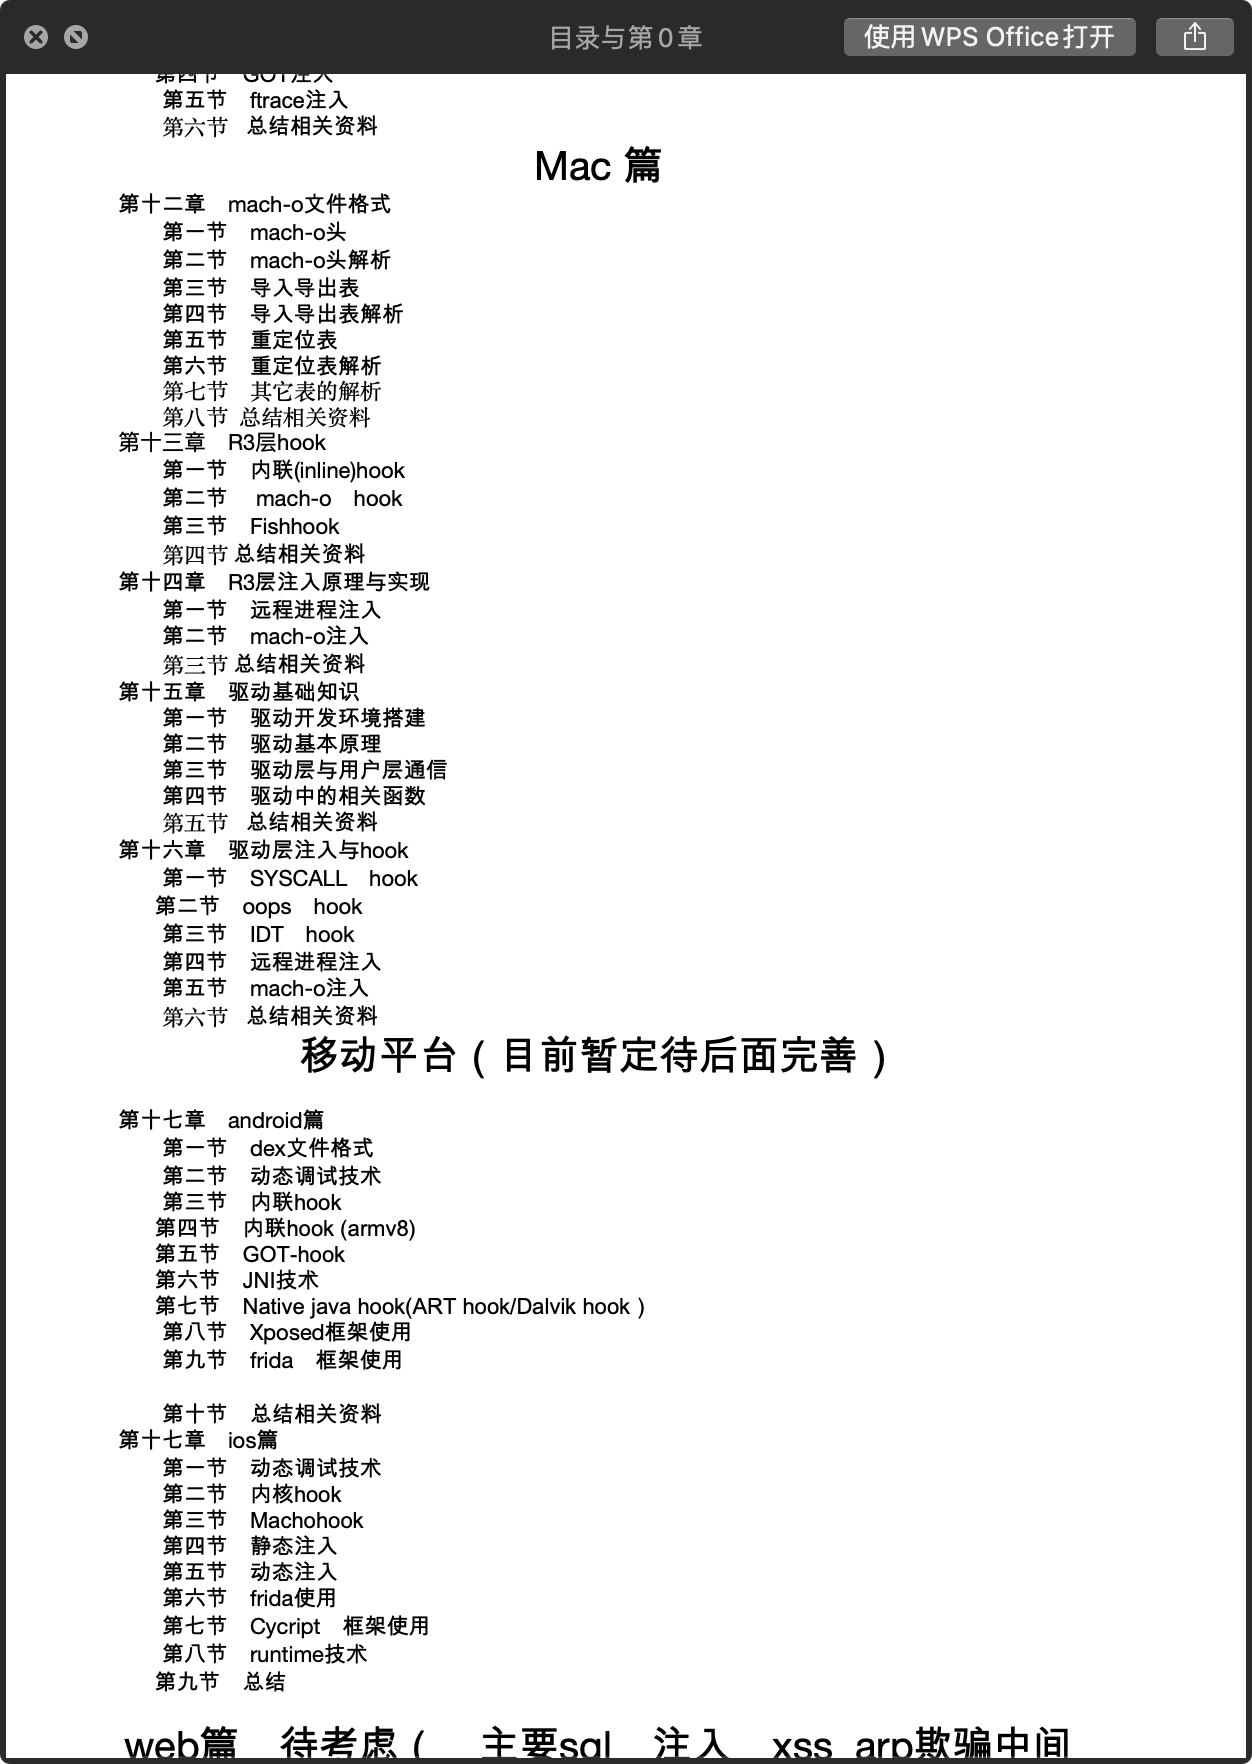 目录与第0章
使用WPS Office打开
第四节 GOT注入
第五节 ftrace注入
第六节 总结相关资料
Mac 篇
第十二章 mach-o文件格式
第一节 mach-o头
第二节 mach-o头解析
第三节 导入导出表
第四节 导入导出表解析
第五节 重定位表
第六节 重定位表解析
第七节 其它表的解析
第八节 总结相关资料
第十三章 R3层hook
第一节 内联(inline)hook
第二节 mach-o hook
第三节 Fishhook
第四节 总结相关资料
第十四章 R3层注入原理与实现
第一节 远程进程注入
第二节 mach-o注入
第三节 总结相关资料
第十五章 驱动基础知识
第一节 驱动开发环境搭建
第二节 驱动基本原理
第三节 驱动层与用户层通信
第四节 驱动中的相关函数
第五节 总结相关资料
第十六章 驱动层注入与hook
第一节 SYSCALL hook
第二节 oops hook
第三节 IDT hook
第四节 远程进程注入
第五节 mach-o注入
第六节 总结相关资料
移动平台（目前暂定待后面完善）
第十七章 android篇
第一节 dex文件格式
第二节 动态调试技术
第三节 内联hook
第四节 内联hook (armv8)
第五节 GOT-hook
第六节 JNI技术
第七节 Native java hook(ART hook/Dalvik hook )
第八节 Xposed框架使用
第九节 frida 框架使用
第十节 总结相关资料
第十七章 ios篇
第一节 动态调试技术
第二节 内核hook
第三节 Machohook
第四节 静态注入
第五节 动态注入
第六节 frida使用
第七节 Cycript 框架使用
第八节 runtime技术
第九节 总结
web篇 待考虑（ 主要sql 注入 xss arp欺骗中间